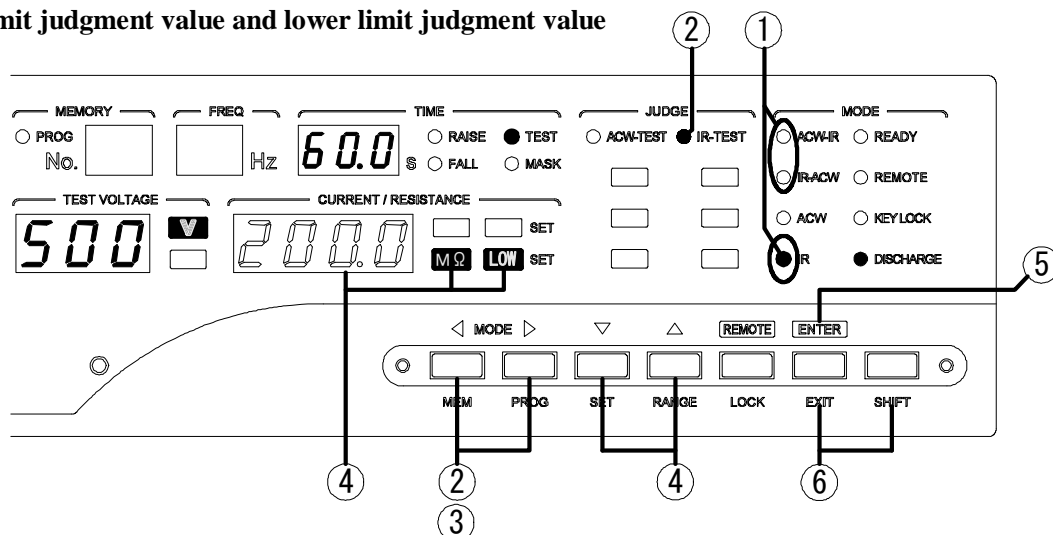 mit judgment value and lower limit judgment value
② ①
MEMORY FREQ TIME JUDGE MODE
PROG No. Hz 60.0 s RAISE TEST ACW-TEST IR-TEST ACW-IR READY
FALL MASK IR-ACW REMOTE
TEST VOLTAGE CURRENT / RESISTANCE
500 V 200.0 SET ACW KEYLOCK
MΩ LOW SET IR DISCHARGE
⑤
MODE REMOTE ENTER
MEM PROG SET RANGE LOCK EXIT SHIFT
④ ② ④ ⑥
③